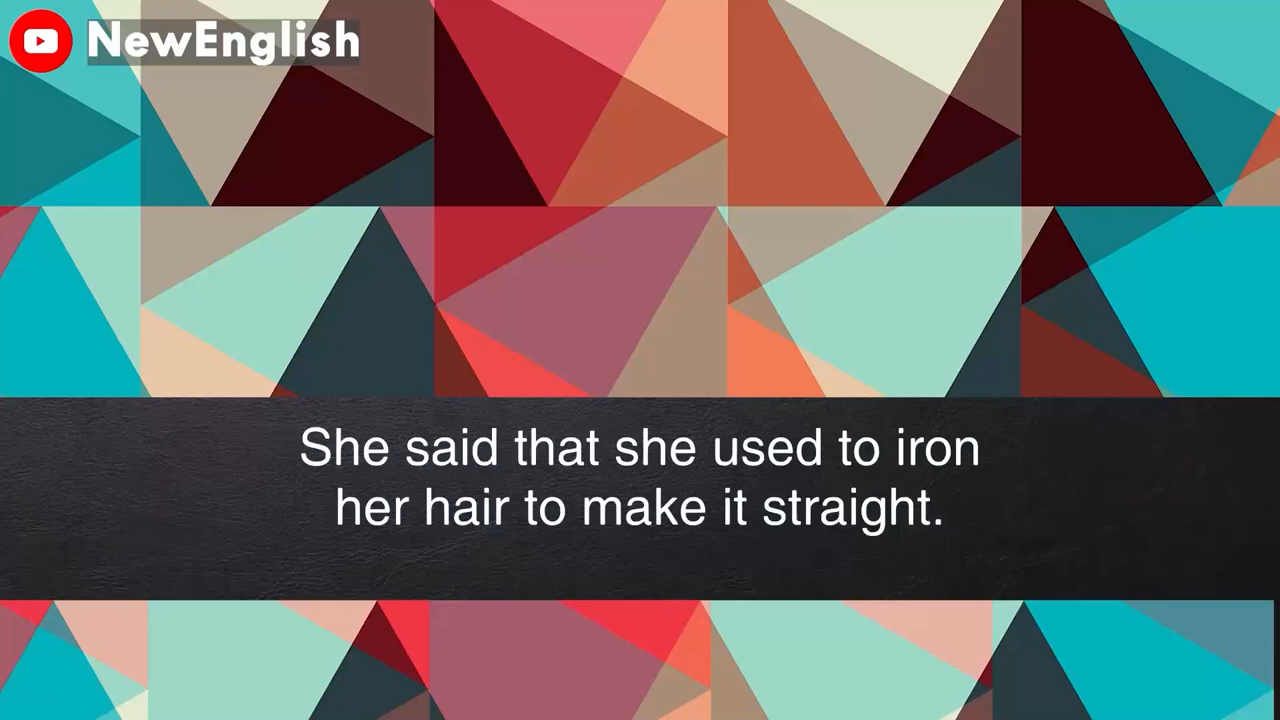 NewEnglish
She said that she used to iron
her hair to make it straight.